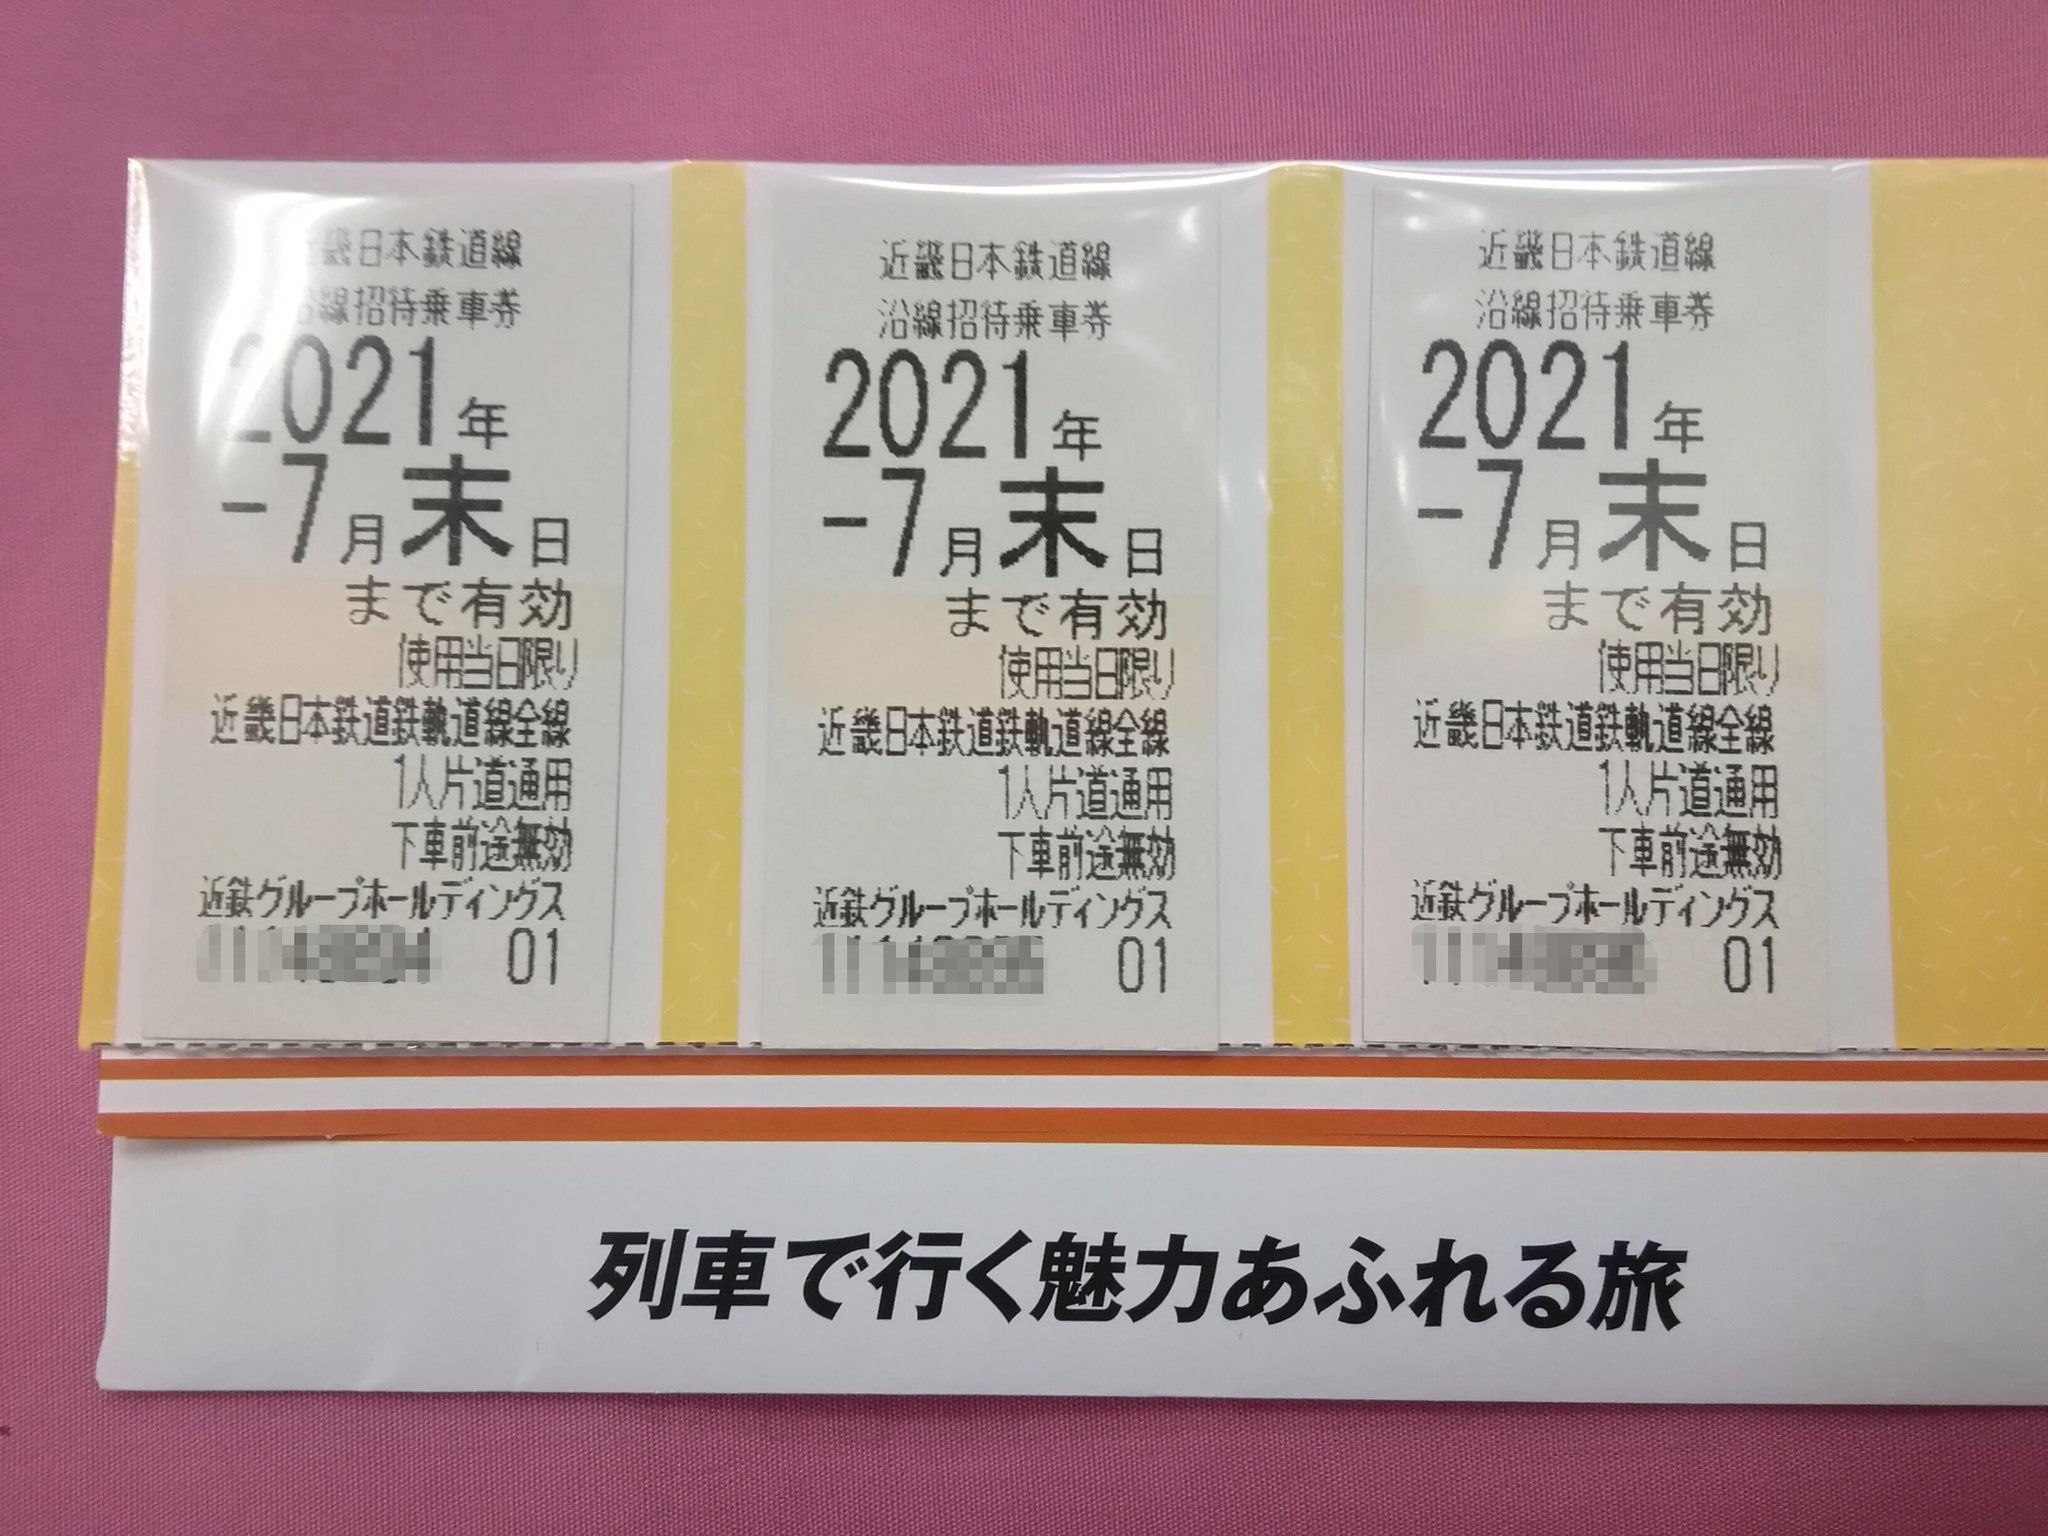 畿日本鉄道線
線招待乗車券
2021年
-7月末日
まで有効
使用当日限り
近畿日本鉄道鉄軌道線全線
1人片道通用
下車前途無効
近鉄グループホールディングス
01
近畿日本鉄道線
沿線招待乗車券
2021年
-7月末日
まで有効
使用当日限り
近畿日本鉄道鉄軌道線全線
1人片道通用
下車前途無効
近鉄グループホールディングス
01
近畿日本鉄道線
沿線招待乗車券
2021年
-7月末日
まで有効
使用当日限り
近畿日本鉄道鉄軌道線全線
1人片道通用
下車前途無効
近鉄グループホールディングス
01
列車で行く魅力あふれる旅